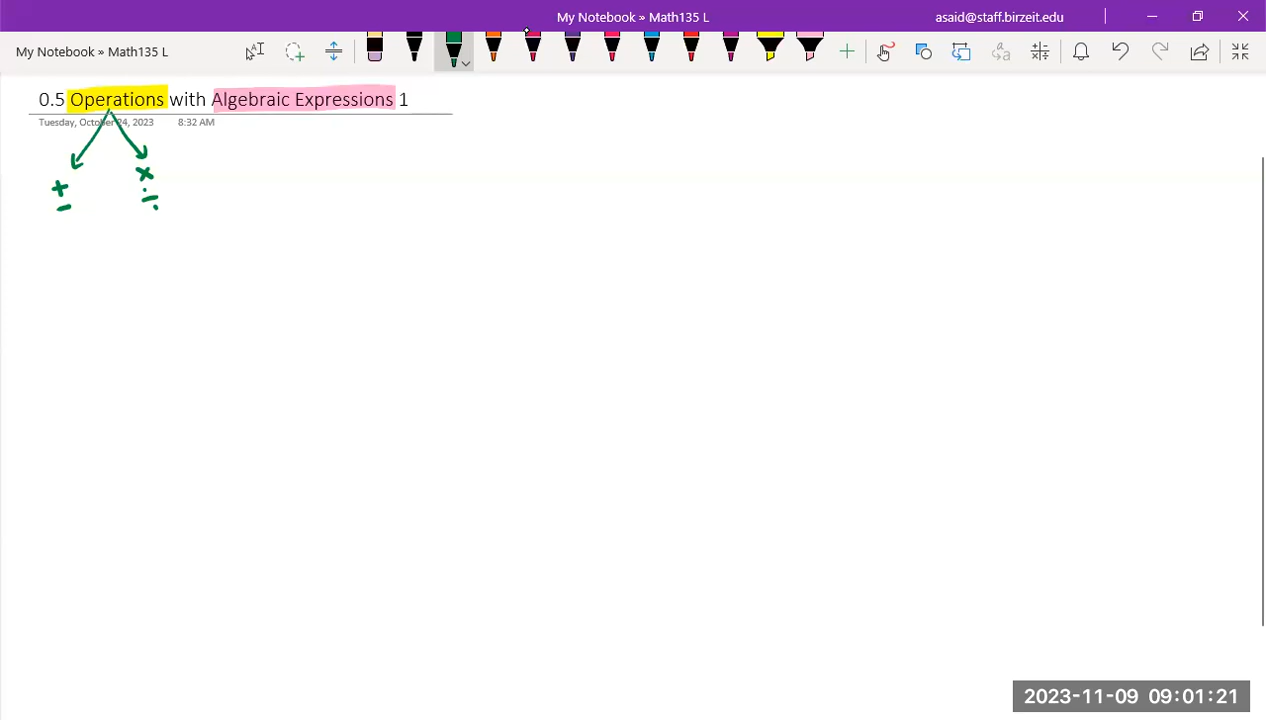 My Notebook » Math135 L
asaid@staff.birzeit.edu
My Notebook » Math135 L
0.5 Operations with Algebraic Expressions 1
Tuesday, October 24, 2023 8:32 AM
+ ×
- ÷
2023-11-09 09:01:21